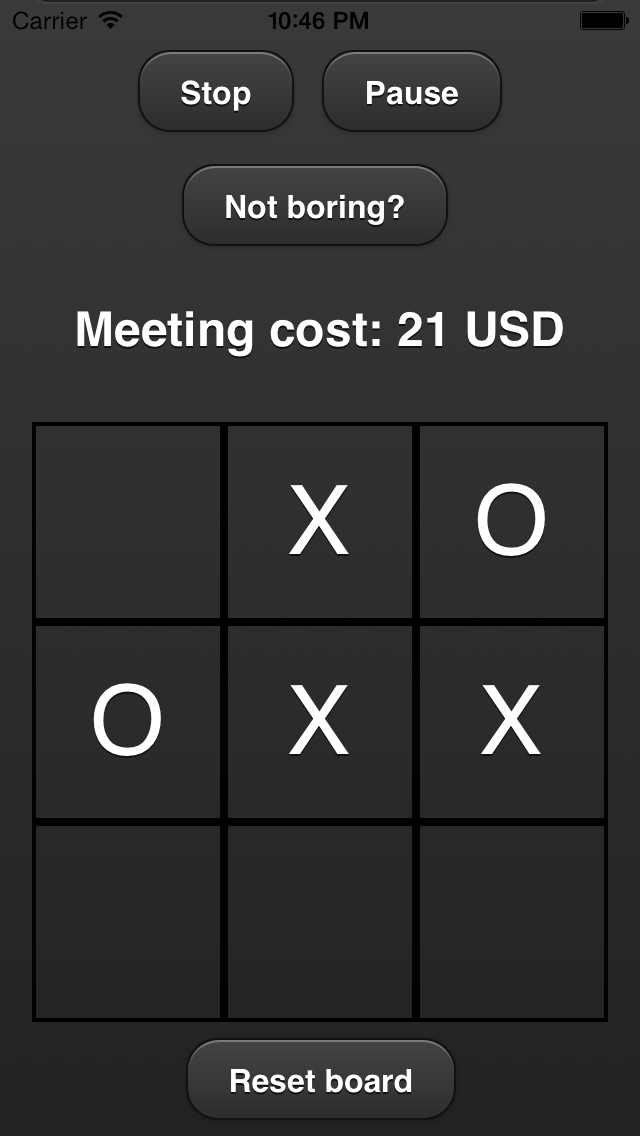 Carrier 10:46 PM
Stop Pause
Not boring?
Meeting cost: 21 USD
X O
O X X
Reset board